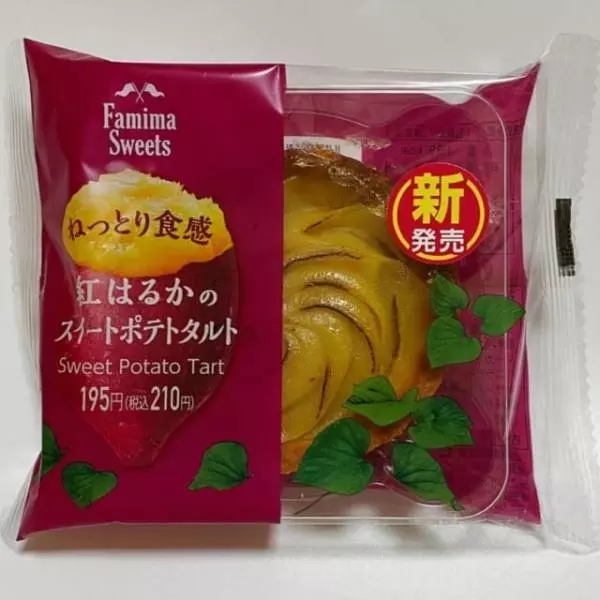 Famima
Sweets
ねっとり食感
紅はるかの
スイートポテトタルト
Sweet Potato Tart
195円(税込210円)
新
発売